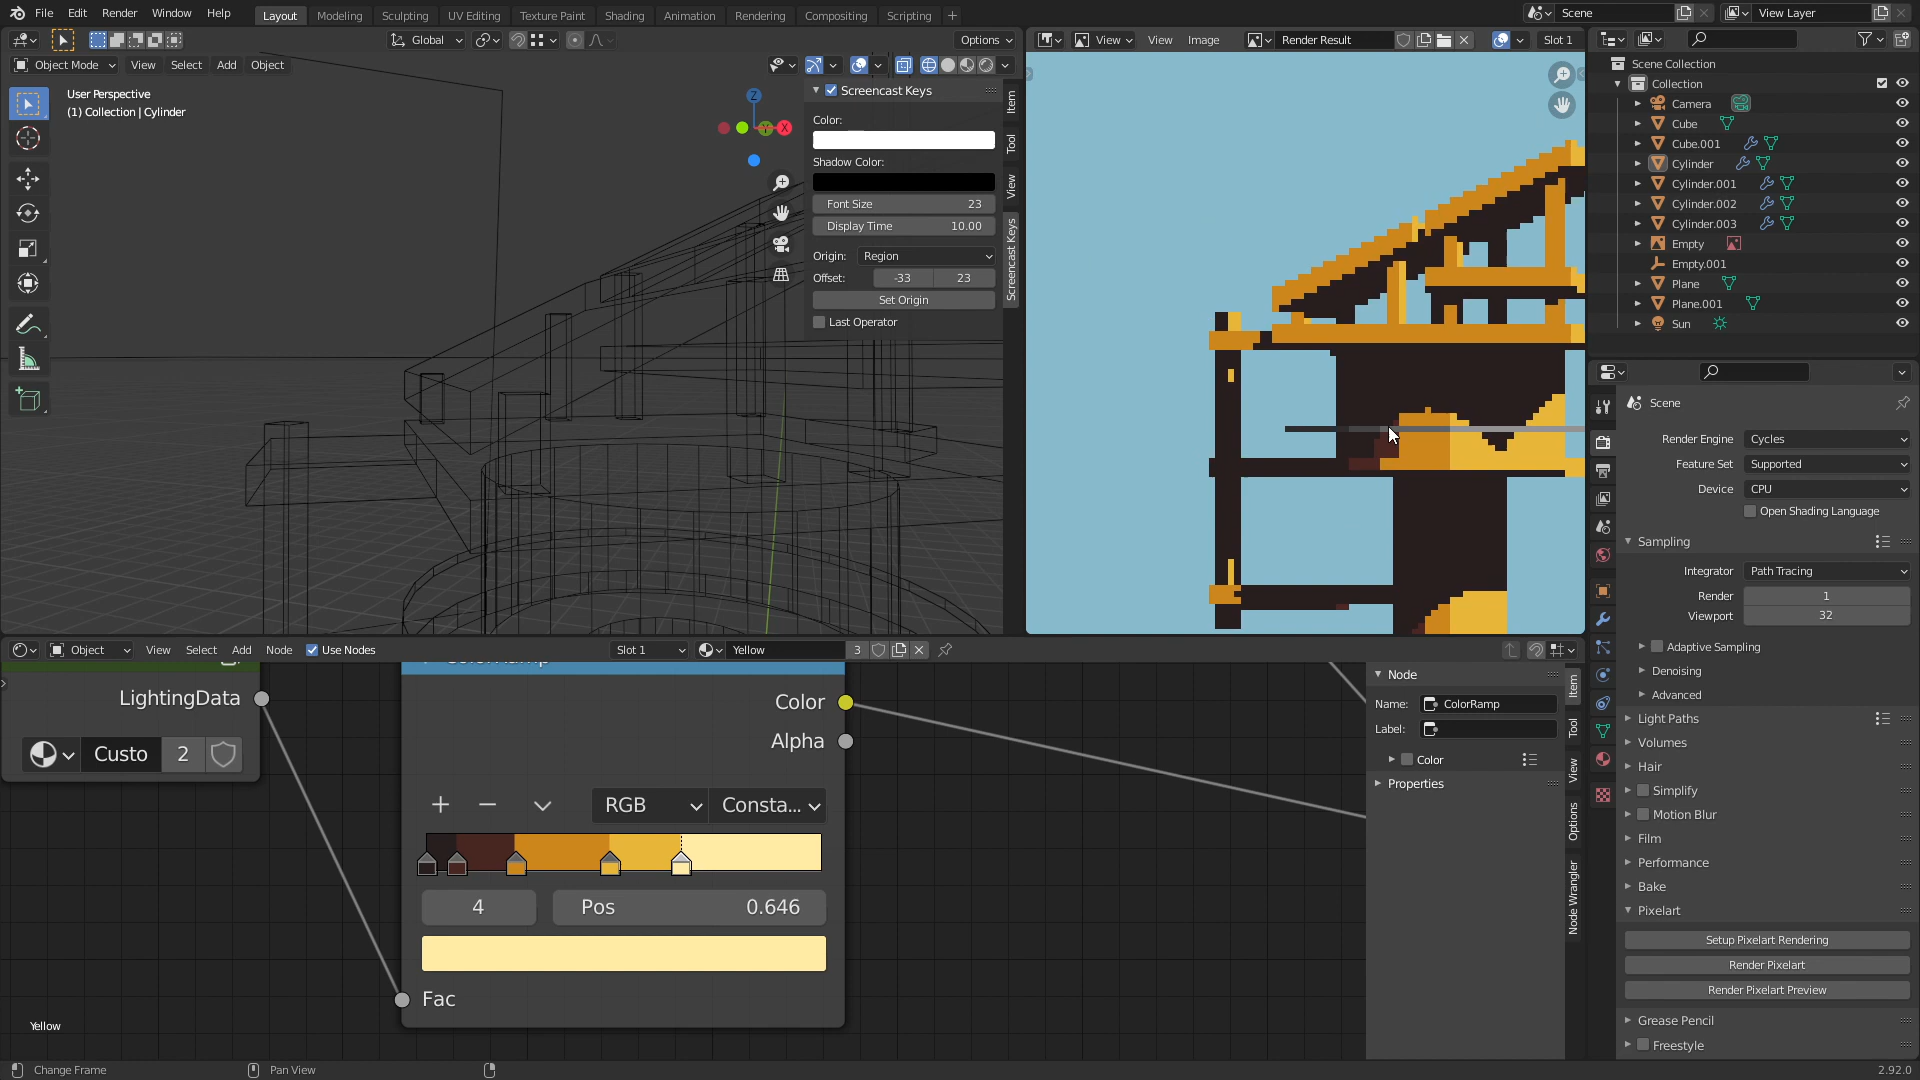 File Edit Render Window Help Layout Modeling Sculpting UV Editing Texture Paint Shading Animation Rendering Compositing Scripting + Scene View Layer
Global Options
Object Mode View Select Add Object
User Perspective
(1) Collection | Cylinder
Z
Y
X
Screencast Keys
Color:
Shadow Color:
Font Size 23
Display Time 10.00
Origin: Region
Offset: -33 23
Set Origin
Last Operator
Item
Tool
View
Screencast Keys
View View Image Render Result Slot 1
Scene Collection
Collection
Camera
Cube
Cube.001
Cylinder
Cylinder.001
Cylinder.002
Cylinder.003
Empty
Empty.001
Plane
Plane.001
Sun
Scene
Render Engine Cycles
Feature Set Supported
Device CPU
Open Shading Language
Sampling
Integrator Path Tracing
Render 1
Viewport 32
Adaptive Sampling
Denoising
Advanced
Light Paths
Volumes
Hair
Simplify
Motion Blur
Film
Performance
Bake
Pixelart
Setup Pixelart Rendering
Render Pixelart
Render Pixelart Preview
Grease Pencil
Freestyle
Object View Select Add Node Use Nodes Slot 1 Yellow 3
LightingData
Custo 2
Color
Alpha
RGB Consta...
4 Pos 0.646
Fac
Yellow
Node
Name: ColorRamp
Label:
Color
Properties
Item
Tool
View
Options
Node Wrangler
Change Frame Pan View 2.92.0